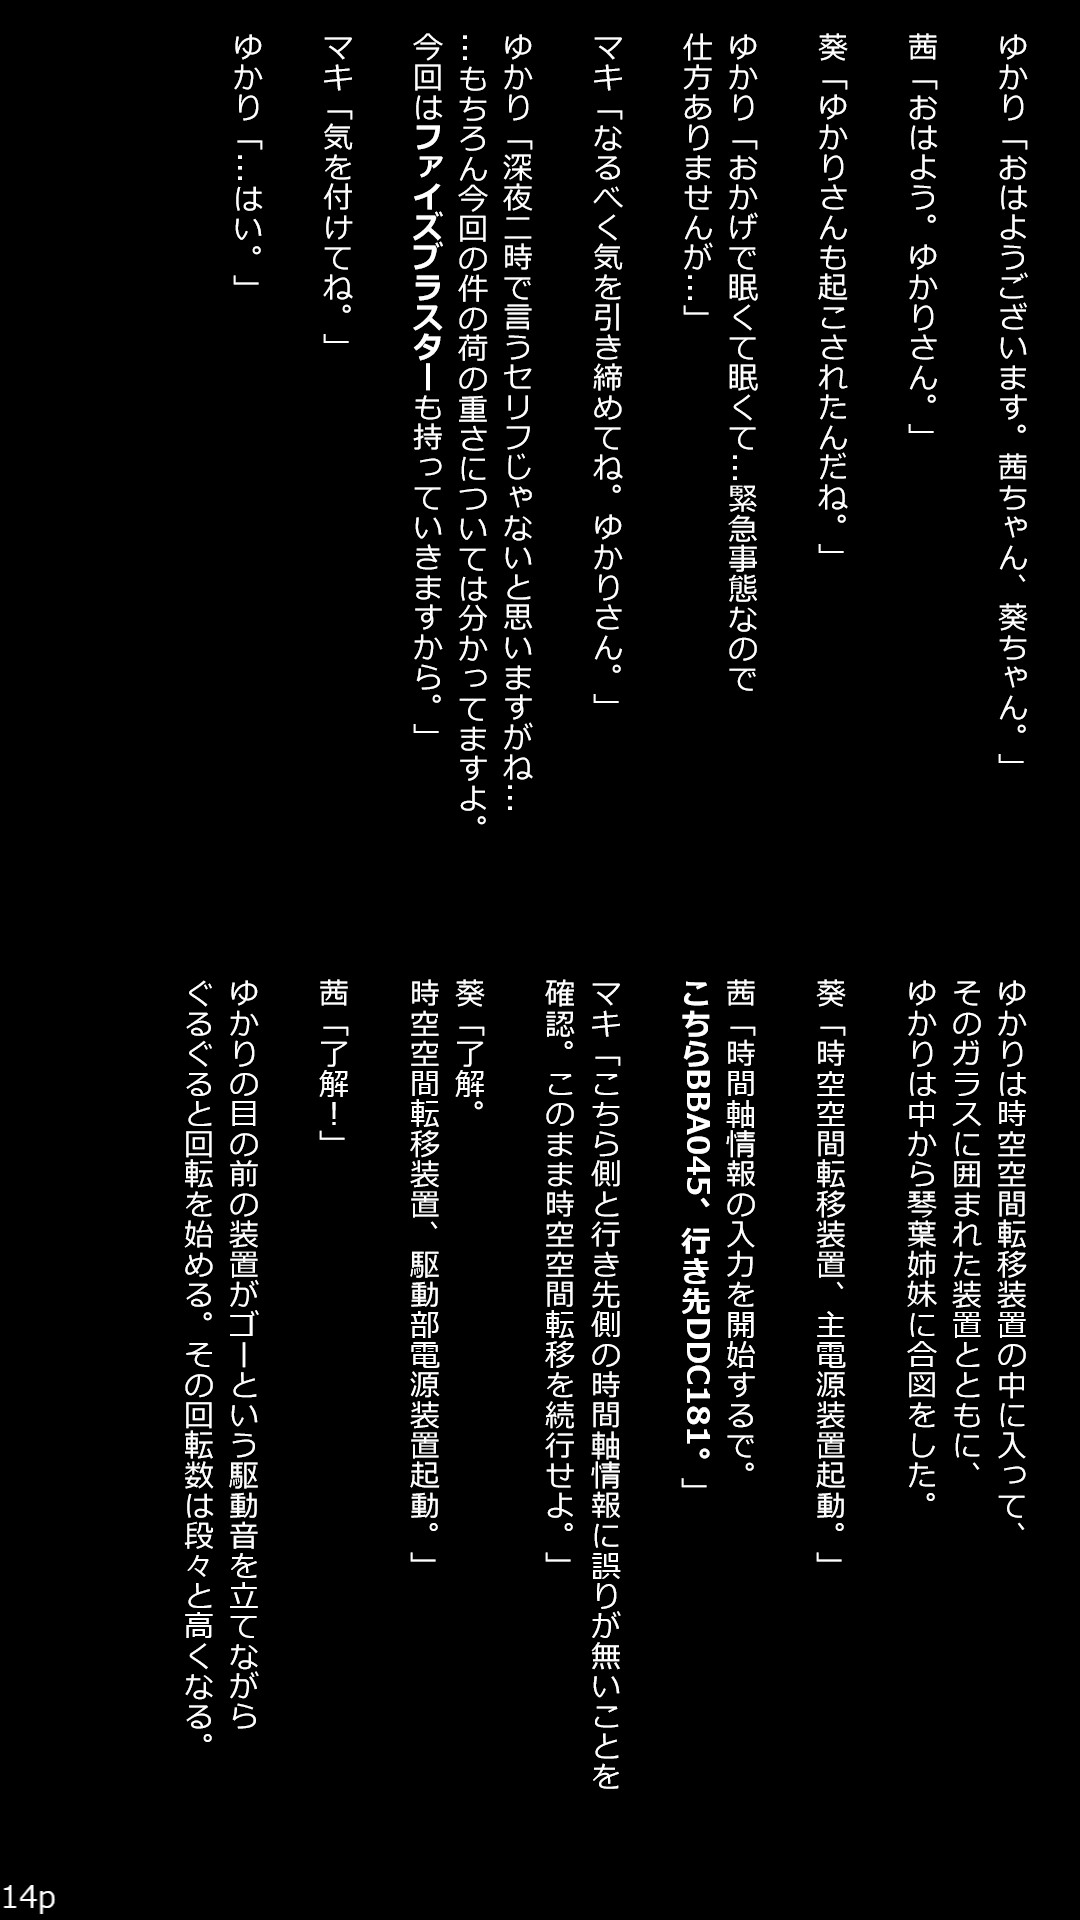 ゆかり「おはようございます。茜ちゃん、葵ちゃん。」
茜「おはよう。ゆかりさん。」
葵「ゆかりさんも起こされたんだね。」
ゆかり「おかげで眠くて眠くて…緊急事態なので
仕方ありませんが…」
マキ「なるべく気を引き締めてね。ゆかりさん。」
ゆかり「深夜二時で言うセリフじゃないと思いますがね…
…もちろん今回の件の荷の重さについては分かってますよ。
今回はファイズブラスターも持っていきますから。」
マキ「気を付けてね。」
ゆかり「…はい。」
ゆかりは時空空間転移装置の中に入って、
そのガラスに囲まれた装置とともに、
ゆかりは中から琴葉姉妹に合図をした。
葵「時空空間転移装置、主電源装置起動。」
茜「時間軸情報の入力を開始するで。
こちらBBA045、行き先DDC181。」
マキ「こちら側と行き先側の時間軸情報に誤りが無いことを
確認。このまま時空空間転移を続行せよ。」
葵「了解。
時空空間転移装置、駆動部電源装置起動。」
茜「了解！」
ゆかりの目の前の装置がゴーという駆動音を立てながら
ぐるぐると回転を始める。その回転数は段々と高くなる。
14p